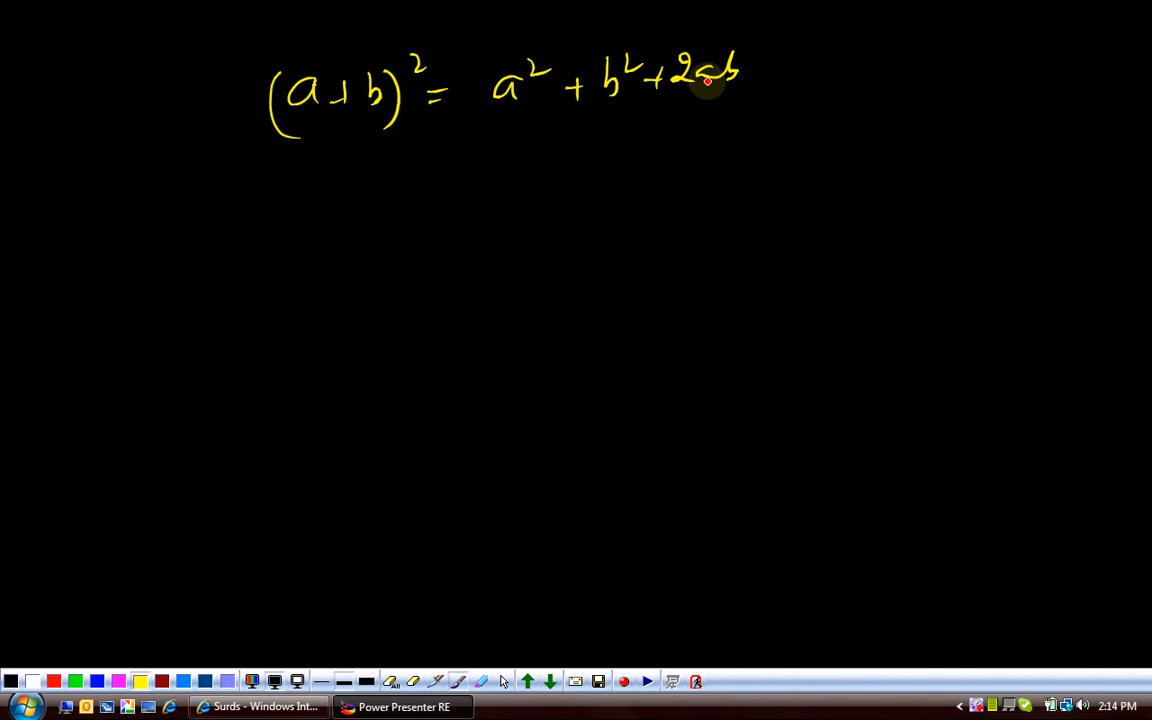 (a+b)² = a² + b² + 2ab
Surds - Windows Int...
Power Presenter RE
2:14 PM